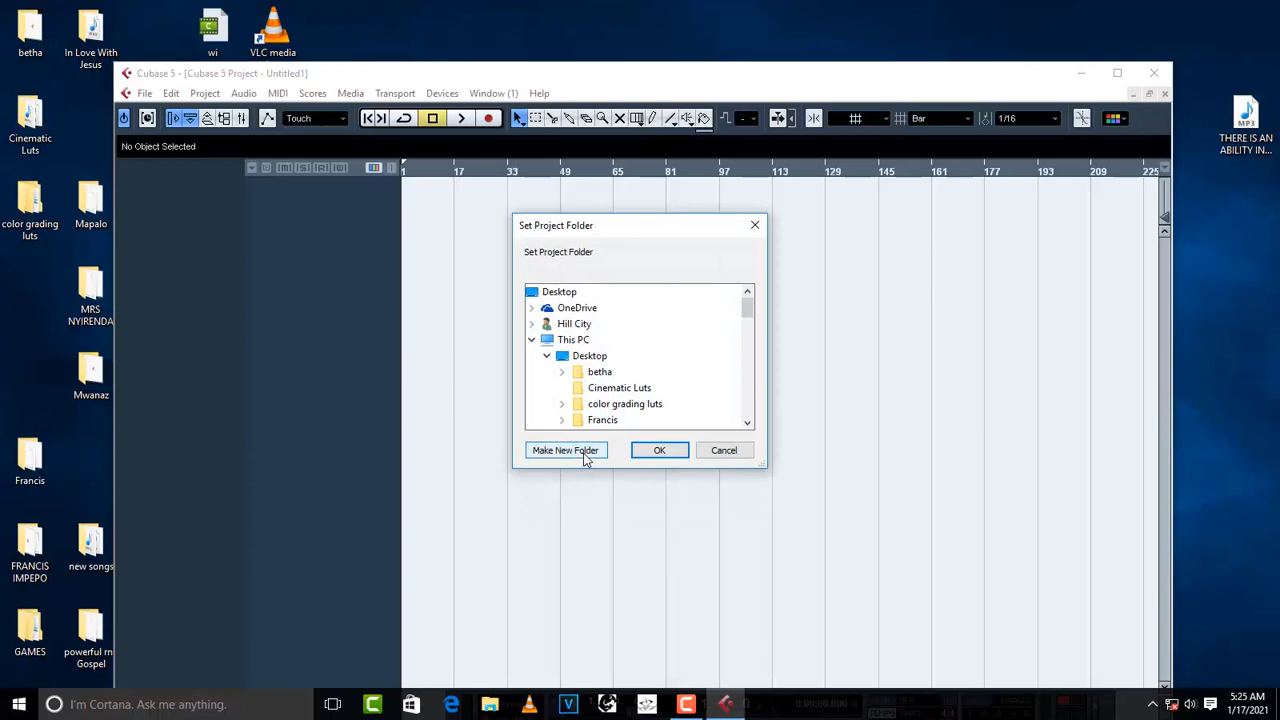 betha
In Love With
Jesus
wi
VLC media
Cinematic
Luts
color grading
luts
Mapalo
MRS
NYIRENDA
Mwanaz
Francis
FRANCIS
IMPEPO
new songs
GAMES
powerful rn
Gospel
MP3
THERE IS AN
ABILITY IN...
Cubase 5 - [Cubase 5 Project - Untitled1]
File Edit Project Audio MIDI Scores Media Transport Devices Window (1) Help
Touch
Bar
1/16
No Object Selected
1 17 33 49 65 81 97 113 129 145 161 177 193 209 225
Set Project Folder
Set Project Folder
Desktop
OneDrive
Hill City
This PC
Desktop
betha
Cinematic Luts
color grading luts
Francis
Make New Folder OK Cancel
I'm Cortana. Ask me anything.
5:25 AM
1/17/2021